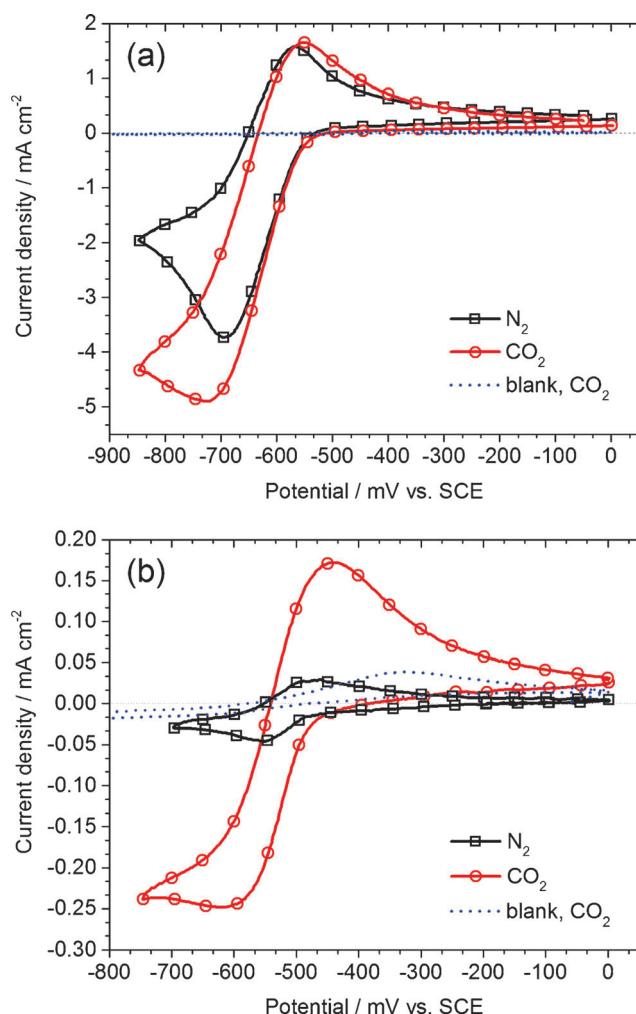 (a)
2
1
0
-1
-2
-3
-4
-5
Current density / mA cm⁻²
N₂
CO₂
blank, CO₂
-900 -800 -700 -600 -500 -400 -300 -200 -100 0
Potential / mV vs. SCE
(b)
0.20
0.15
0.10
0.05
0.00
-0.05
-0.10
-0.15
-0.20
-0.25
-0.30
Current density / mA cm⁻²
N₂
CO₂
blank, CO₂
-800 -700 -600 -500 -400 -300 -200 -100 0
Potential / mV vs. SCE